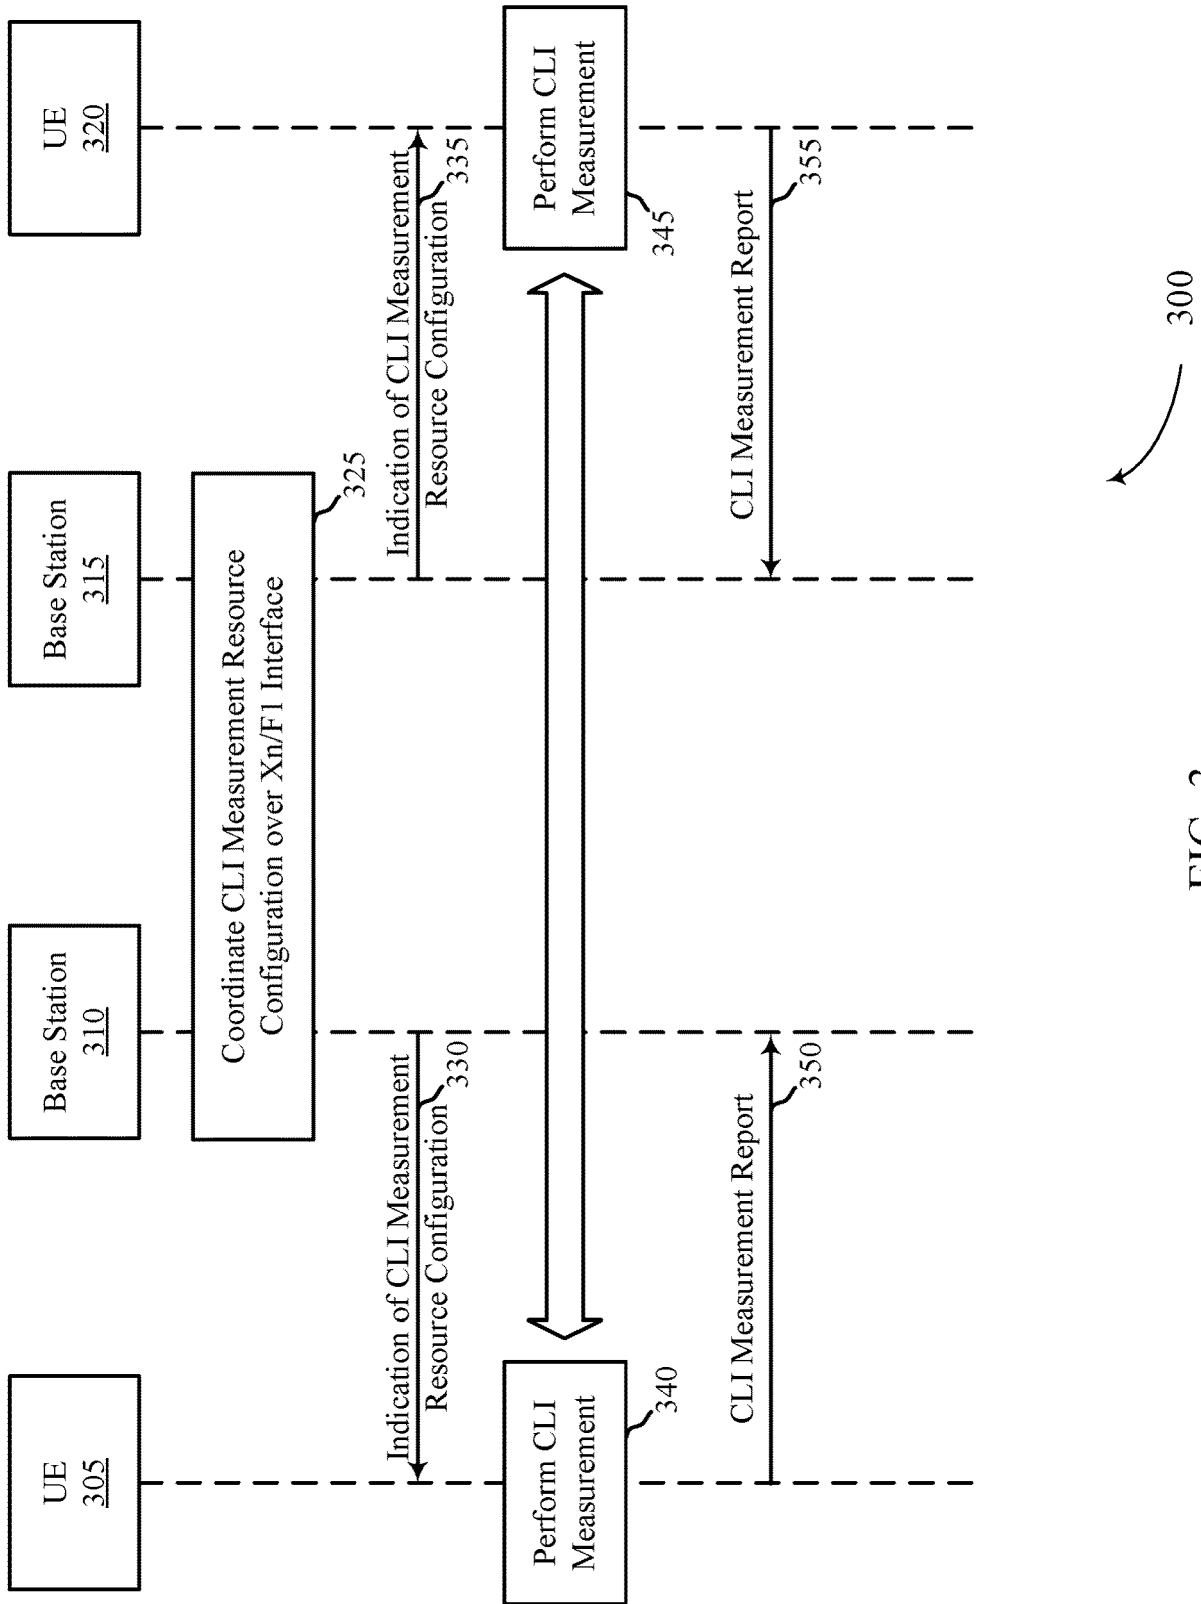 UE
305
Base Station
310
Base Station
315
UE
320
Coordinate CLI Measurement Resource
Configuration over Xn/F1 Interface
325
Indication of CLI Measurement
330
Resource Configuration
Indication of CLI Measurement
335
Resource Configuration
Perform CLI
Measurement
340
Perform CLI
Measurement
345
CLI Measurement Report
350
CLI Measurement Report
355
300